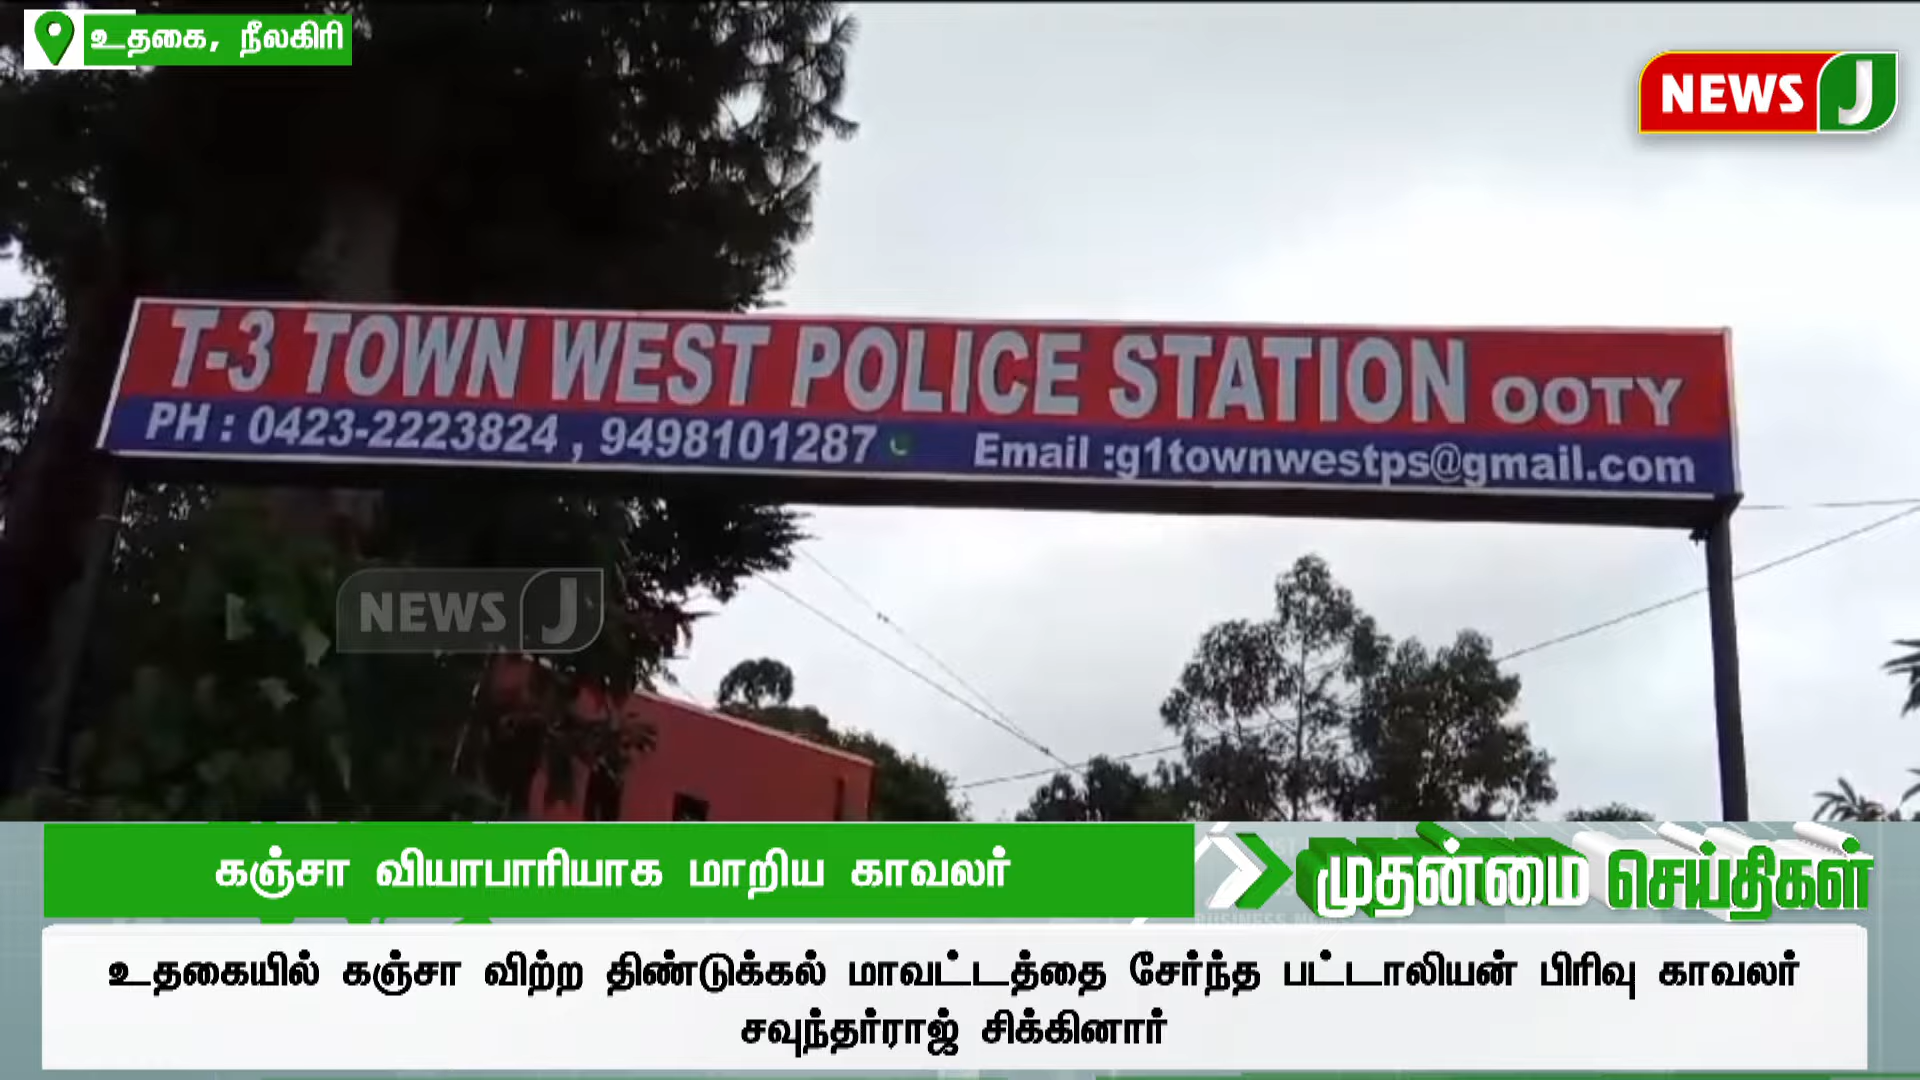 உதகை, நீலகிரி
NEWS J
T-3 TOWN WEST POLICE STATION OOTY
PH : 0423-2223824 , 9498101287 Email :g1townwestps@gmail.com
NEWS J
கஞ்சா வியாபாரியாக மாறிய காவலர்
முதன்மை செய்திகள்
உதகையில் கஞ்சா விற்ற திண்டுக்கல் மாவட்டத்தை சேர்ந்த பட்டாலியன் பிரிவு காவலர்
சவுந்தர்ராஜ் சிக்கினார்